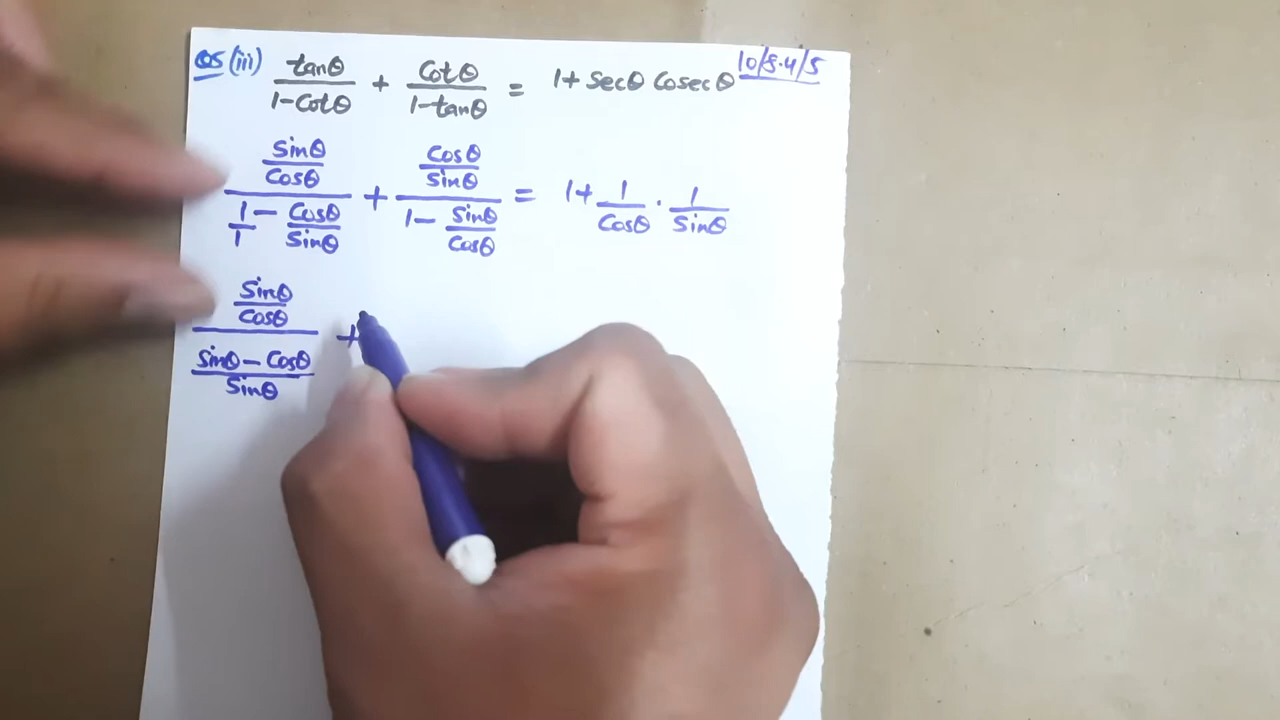 Qs (iii) tanθ/1-cotθ + cotθ/1-tanθ = 1+ secθ cosecθ 10/8.4/5
sinθ/cosθ / 1/1 - cosθ/sinθ + cosθ/sinθ / 1- sinθ/cosθ = 1+ 1/cosθ . 1/sinθ
sinθ/cosθ / sinθ - cosθ/sinθ +